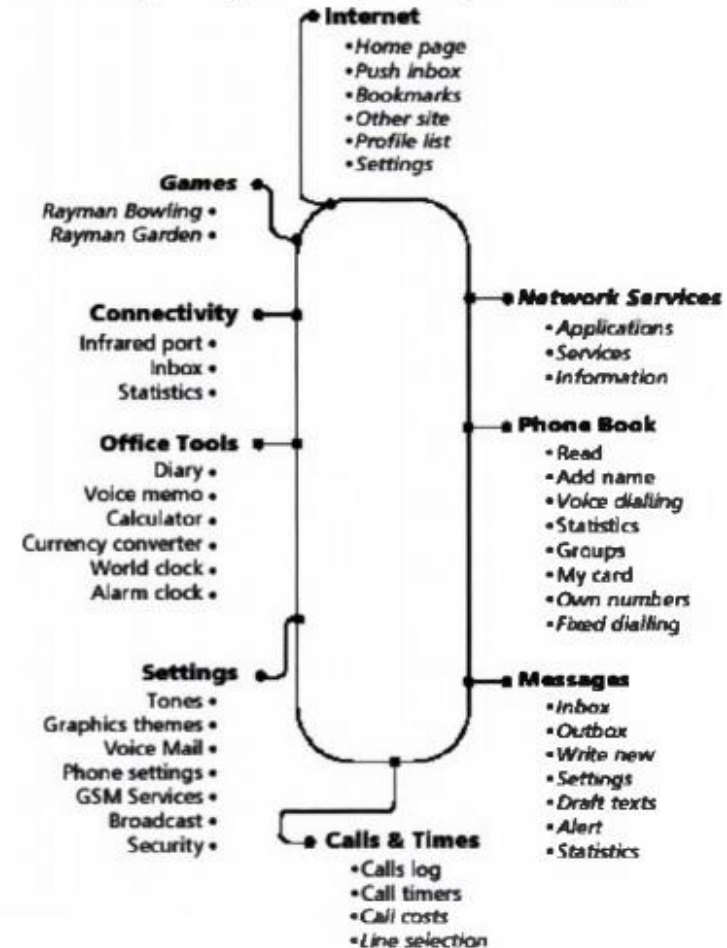 Internet
•Home page
•Push inbox
•Bookmarks
•Other site
•Profile list
•Settings
Games
Rayman Bowling •
Rayman Garden •
Connectivity
Infrared port •
Inbox •
Statistics •
Office Tools
Diary •
Voice memo •
Calculator •
Currency converter •
World clock •
Alarm clock •
Settings
Tones •
Graphics themes •
Voice Mail •
Phone settings •
GSM Services •
Broadcast •
Security •
Calls & Times
•Calls log
•Call timers
•Call costs
•Line selection
Network Services
•Applications
•Services
•Information
Phone Book
•Read
•Add name
•Voice dialling
•Statistics
•Groups
•My card
•Own numbers
•Fixed dialling
Messages
•Inbox
•Outbox
•Write new
•Settings
•Draft texts
•Alert
•Statistics